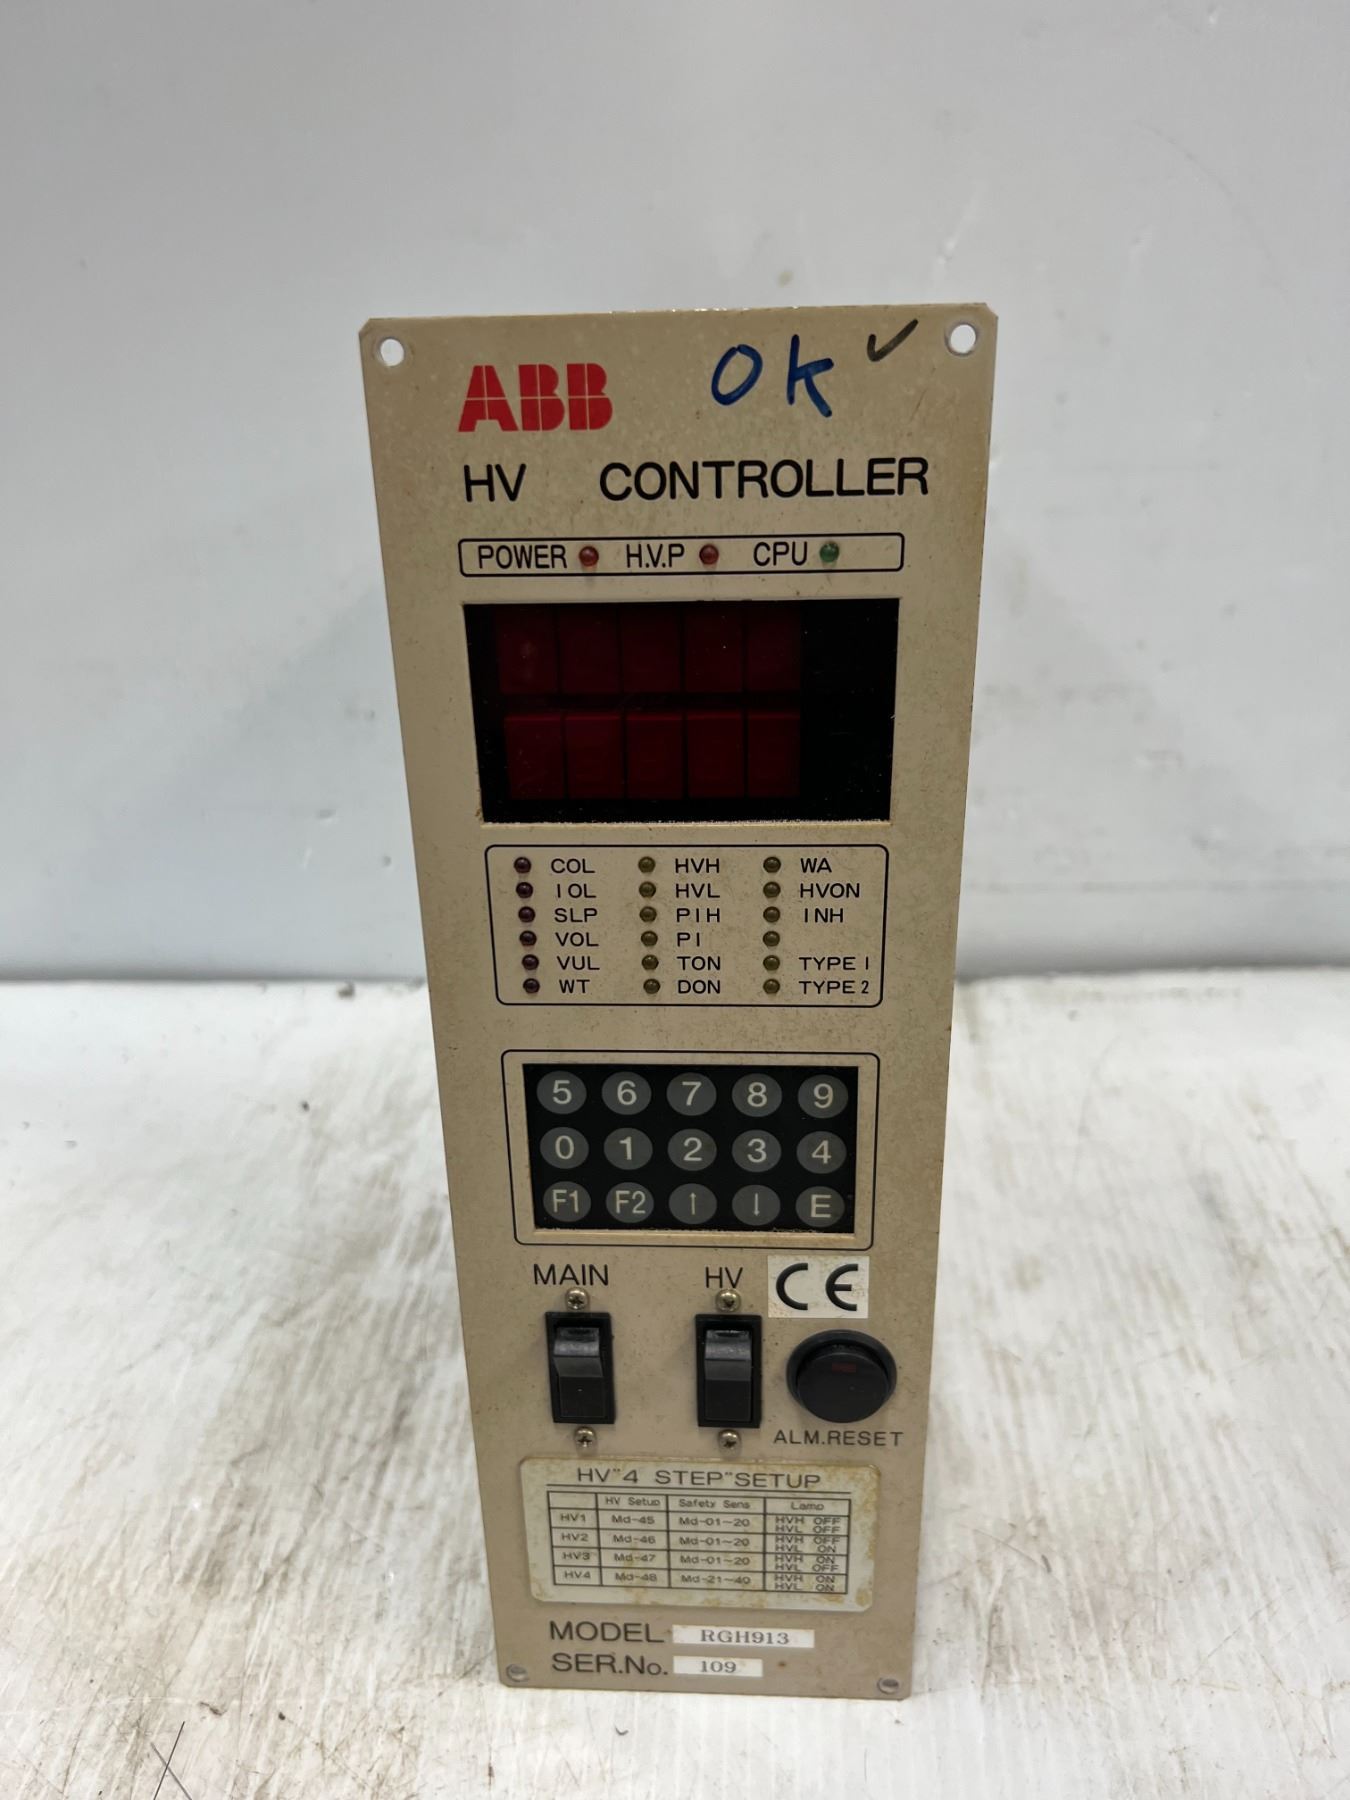 ABB OK ✓
HV CONTROLLER
POWER H.V.P CPU
COL HVH WA
IOL HVL HVON
SLP PIH INH
VOL PI
VUL TON TYPE 1
WT DON TYPE 2
5 6 7 8 9
0 1 2 3 4
F1 F2 ↑ ↓ E
MAIN HV CE
ALM.RESET
HV"4 STEP"SETUP
HV Setup Safety Sens Lamp
HV1 Md-45 Md-01~20 HVH OFF
HVL OFF
HV2 Md-46 Md-01~20 HVH OFF
HVL ON
HV3 Md-47 Md-01~20 HVH ON
HVL OFF
HV4 Md-48 Md-21~40 HVH ON
HVL ON
MODEL RGH913
SER.No. 109